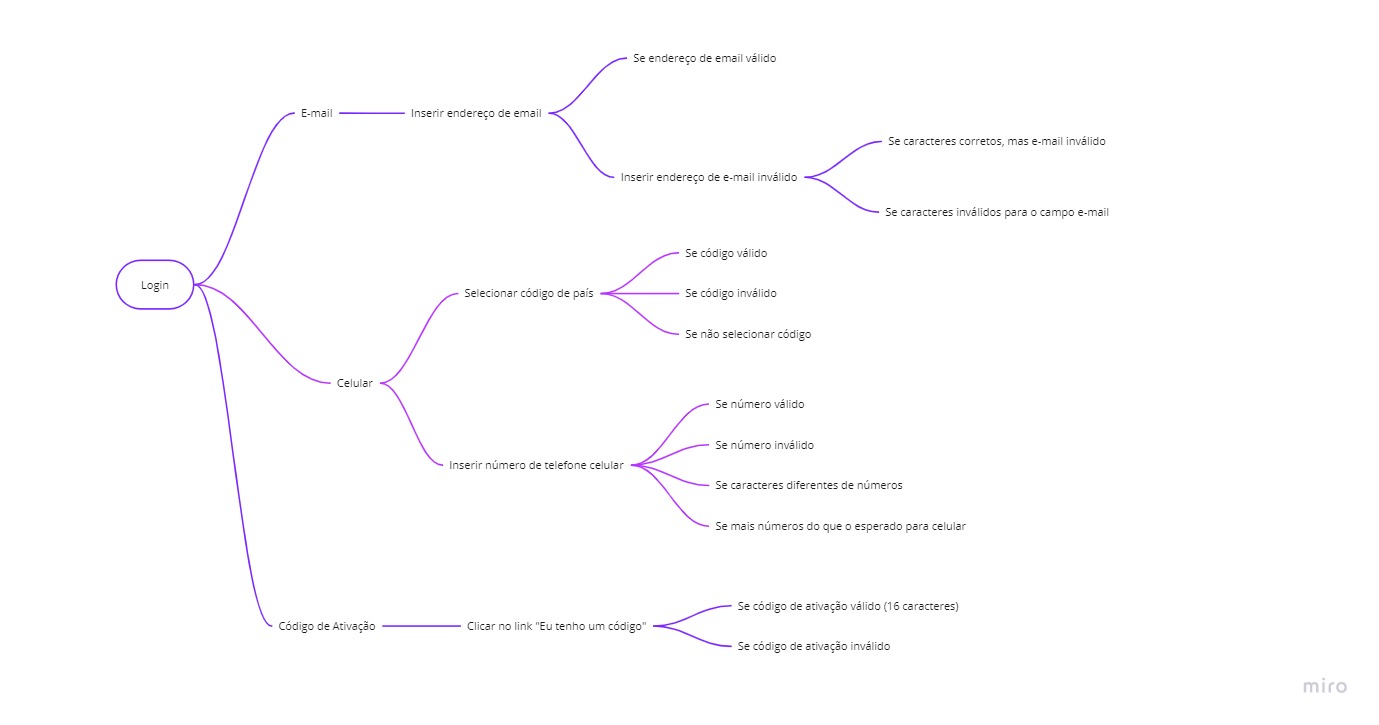 Login
E-mail
Inserir endereço de email
Se endereço de email válido
Inserir endereço de e-mail inválido
Se caracteres corretos, mas e-mail inválido
Se caracteres inválidos para o campo e-mail
Celular
Selecionar código de país
Se código válido
Se código inválido
Se não selecionar código
Inserir número de telefone celular
Se número válido
Se número inválido
Se caracteres diferentes de números
Se mais números do que o esperado para celular
Código de Ativação
Clicar no link "Eu tenho um código"
Se código de ativação válido (16 caracteres)
Se código de ativação inválido
miro